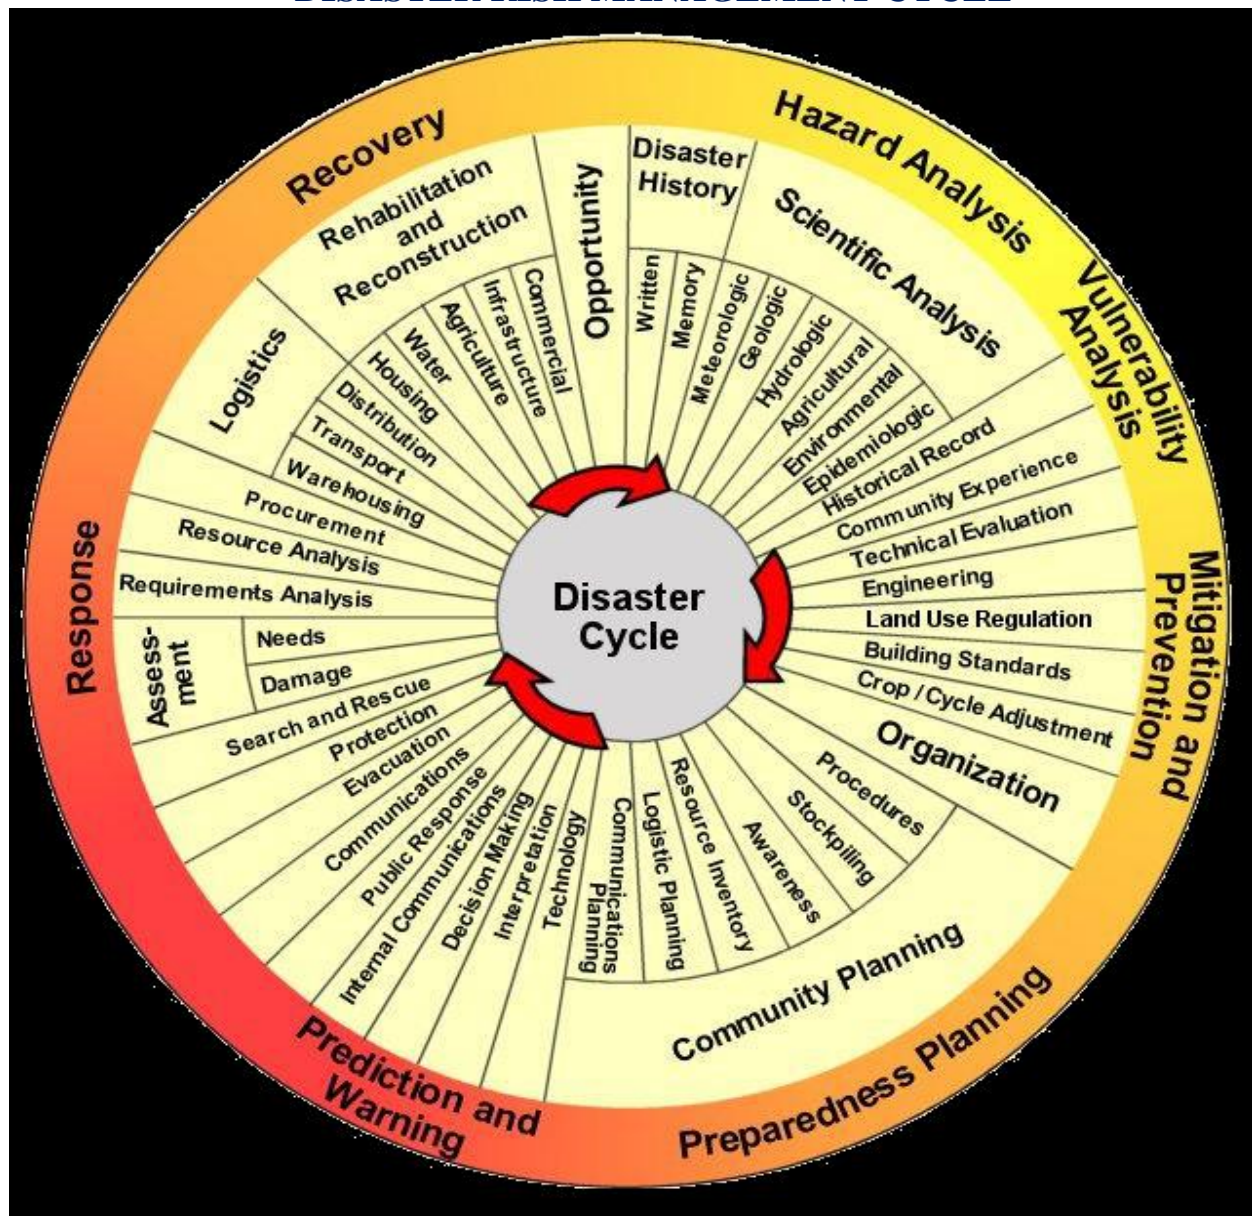 DISASTER RISK MANAGEMENT CYCLE
Disaster
Cycle
Hazard Analysis
Disaster
History
Written
Memory
Scientific Analysis
Meteorologic
Geologic
Hydrologic
Agricultural
Environmental
Epidemiologic
Vulnerability
Analysis
Historical Record
Community Experience
Technical Evaluation
Mitigation and
Prevention
Engineering
Land Use Regulation
Building Standards
Crop / Cycle Adjustment
Preparedness Planning
Organization
Community Planning
Procedures
Stockpiling
Awareness
Resource Inventory
Logistic Planning
Communications
Planning
Prediction and
Warning
Technology
Interpretation
Decision Making
Internal Communications
Public Response
Communications
Response
Evacuation
Protection
Search and Rescue
Assess-
ment
Damage
Needs
Requirements Analysis
Resource Analysis
Procurement
Logistics
Warehousing
Transport
Distribution
Recovery
Rehabilitation
and
Reconstruction
Housing
Water
Agriculture
Infrastructure
Commercial
Opportunity